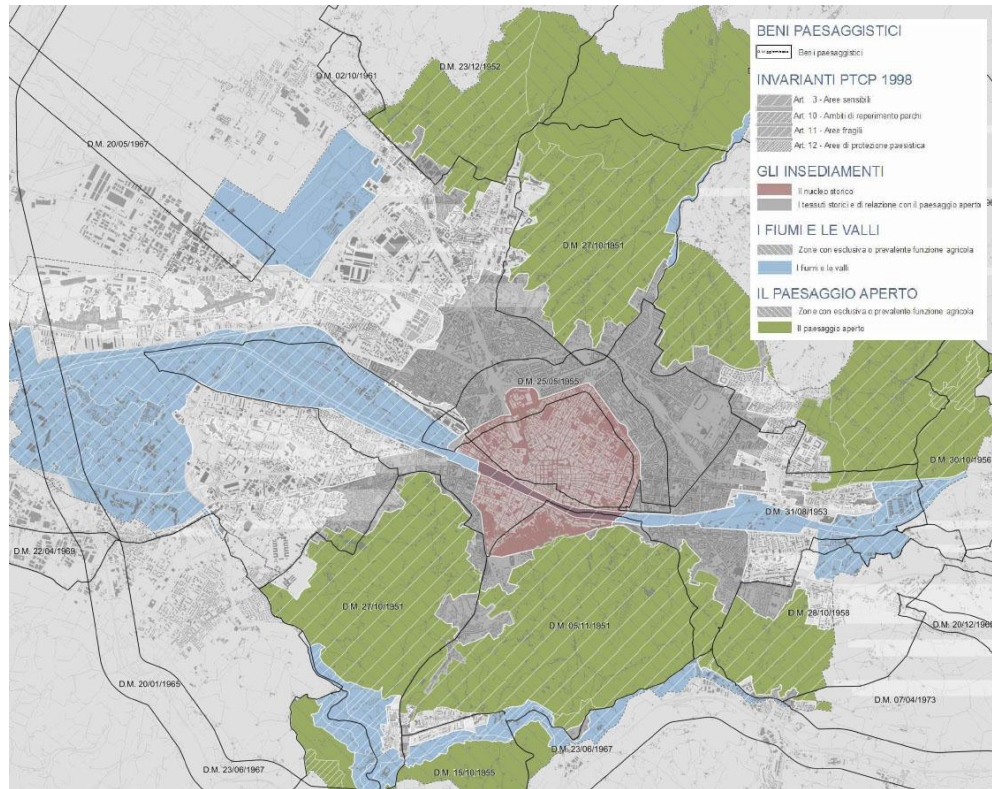 BENI PAESAGGISTICI
Beni paesaggistici
INVARIANTI PTCP 1998
Art. 3 - Aree sensibili
Art. 10 - Ambiti di reperimento parchi
Art. 11 - Aree fragili
Art. 12 - Aree di protezione paesistica
GLI INSEDIAMENTI
Il nucleo storico
I tessuti storici e di relazione con il paesaggio aperto
I FIUMI E LE VALLI
Zone con esclusiva o prevalente funzione agricola
I fiumi e le valli
IL PAESAGGIO APERTO
Zone con esclusiva o prevalente funzione agricola
Il paesaggio aperto
D.M. 23/12/1952
D.M. 02/10/1961
D.M. 20/05/1967
D.M. 27/10/1951
D.M. 25/05/1955
D.M. 30/10/1956
D.M. 31/08/1953
D.M. 22/04/1969
D.M. 27/10/1951
D.M. 05/11/1951
D.M. 28/10/1958
D.M. 20/01/1965
D.M. 07/04/1973
D.M. 23/06/1967
D.M. 23/06/1967
D.M. 15/10/1955